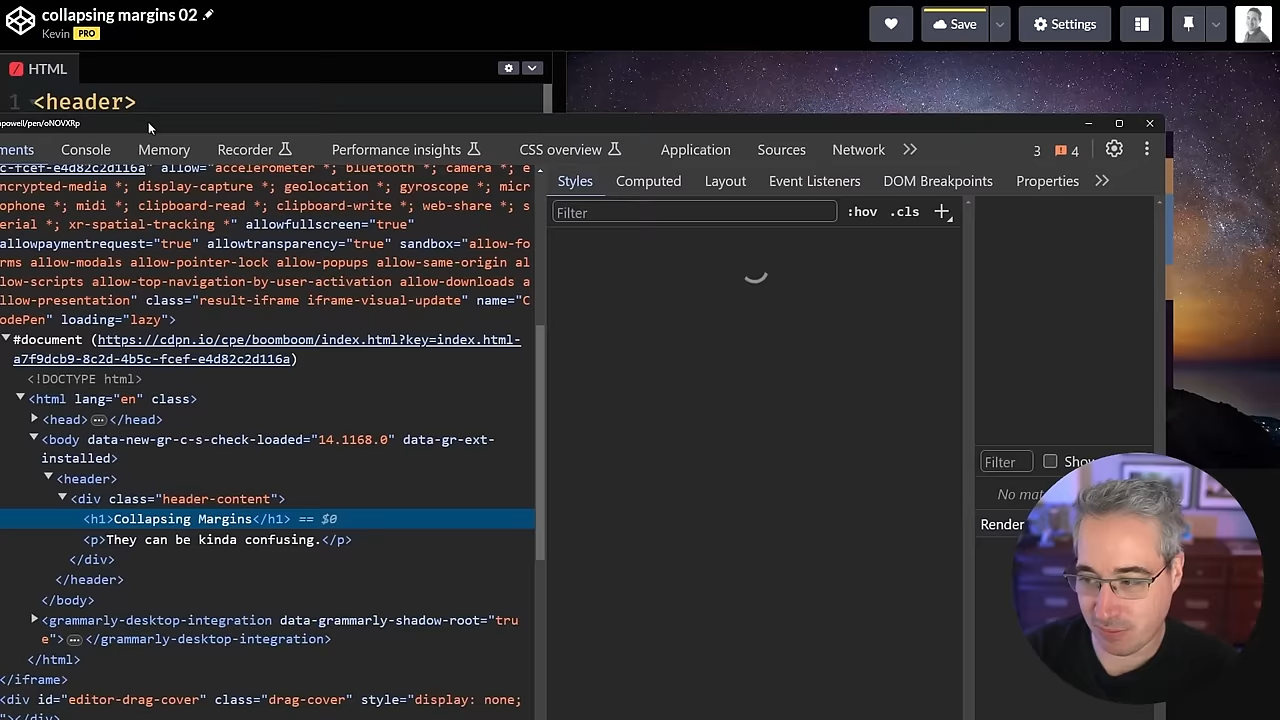 collapsing margins 02
Kevin PRO
Save
Settings
HTML
1 <header>
powell/pen/oNOVXRp
ments Console Memory Recorder Performance insights CSS overview Application Sources Network 3 4
c-fcef-e4d82c2d116a" allow="accelerometer *; bluetooth *; camera *; e
ncrypted-media *; display-capture *; geolocation *; gyroscope *; micr
ophone *; midi *; clipboard-read *; clipboard-write *; web-share *; s
erial *; xr-spatial-tracking *" allowfullscreen="true"
allowpaymentrequest="true" allowtransparency="true" sandbox="allow-fo
rms allow-modals allow-pointer-lock allow-popups allow-same-origin al
low-scripts allow-top-navigation-by-user-activation allow-downloads a
llow-presentation" class="result-iframe iframe-visual-update" name="C
odePen" loading="lazy">
#document (https://cdpn.io/cpe/boomboom/index.html?key=index.html-
a7f9dcb9-8c2d-4b5c-fcef-e4d82c2d116a)
<!DOCTYPE html>
<html lang="en" class>
<head> … </head>
<body data-new-gr-c-s-check-loaded="14.1168.0" data-gr-ext-
installed>
<header>
<div class="header-content">
<h1>Collapsing Margins</h1> == $0
<p>They can be kinda confusing.</p>
</div>
</header>
</body>
<grammarly-desktop-integration data-grammarly-shadow-root="tru
e"> … </grammarly-desktop-integration>
</html>
</iframe>
<div id="editor-drag-cover" class="drag-cover" style="display: none;
"></div>
Styles Computed Layout Event Listeners DOM Breakpoints Properties
Filter :hov .cls
Filter Show
No mat
Render